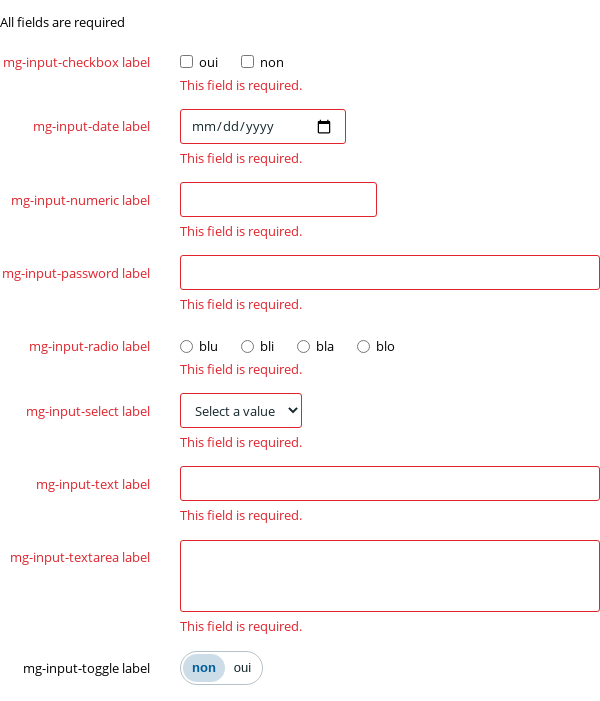 All fields are required
mg-input-checkbox label oui non
This field is required.
mg-input-date label mm/dd/yyyy
This field is required.
mg-input-numeric label
This field is required.
mg-input-password label
This field is required.
mg-input-radio label blu bli bla blo
This field is required.
mg-input-select label Select a value
This field is required.
mg-input-text label
This field is required.
mg-input-textarea label
This field is required.
mg-input-toggle label non oui